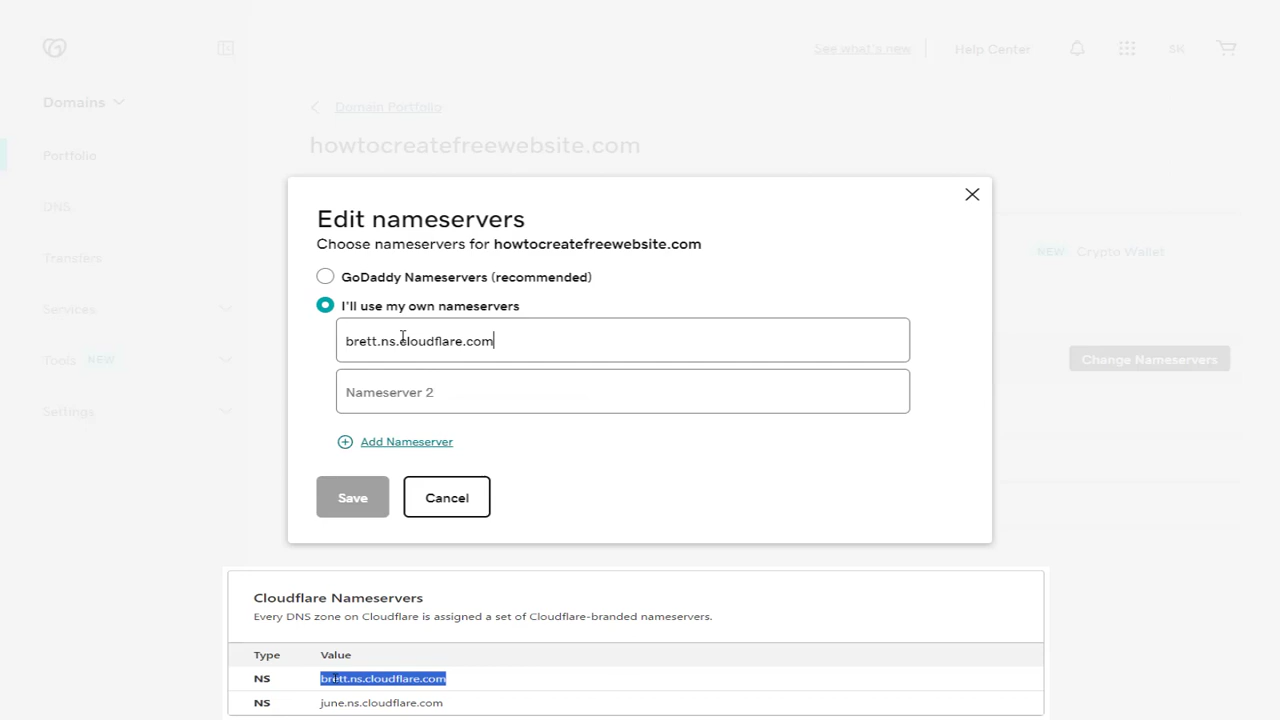 See what's new
Help Center
SK
Domains
Domain Portfolio
Portfolio
howtocreatefreewebsite.com
DNS
Transfers
Services
Tools NEW
Settings
NEW Crypto Wallet
Change Nameservers
Edit nameservers
Choose nameservers for howtocreatefreewebsite.com
GoDaddy Nameservers (recommended)
I'll use my own nameservers
brett.ns.cloudflare.com
Nameserver 2
Add Nameserver
Save Cancel
Cloudflare Nameservers
Every DNS zone on Cloudflare is assigned a set of Cloudflare-branded nameservers.
Type Value
NS brett.ns.cloudflare.com
NS june.ns.cloudflare.com